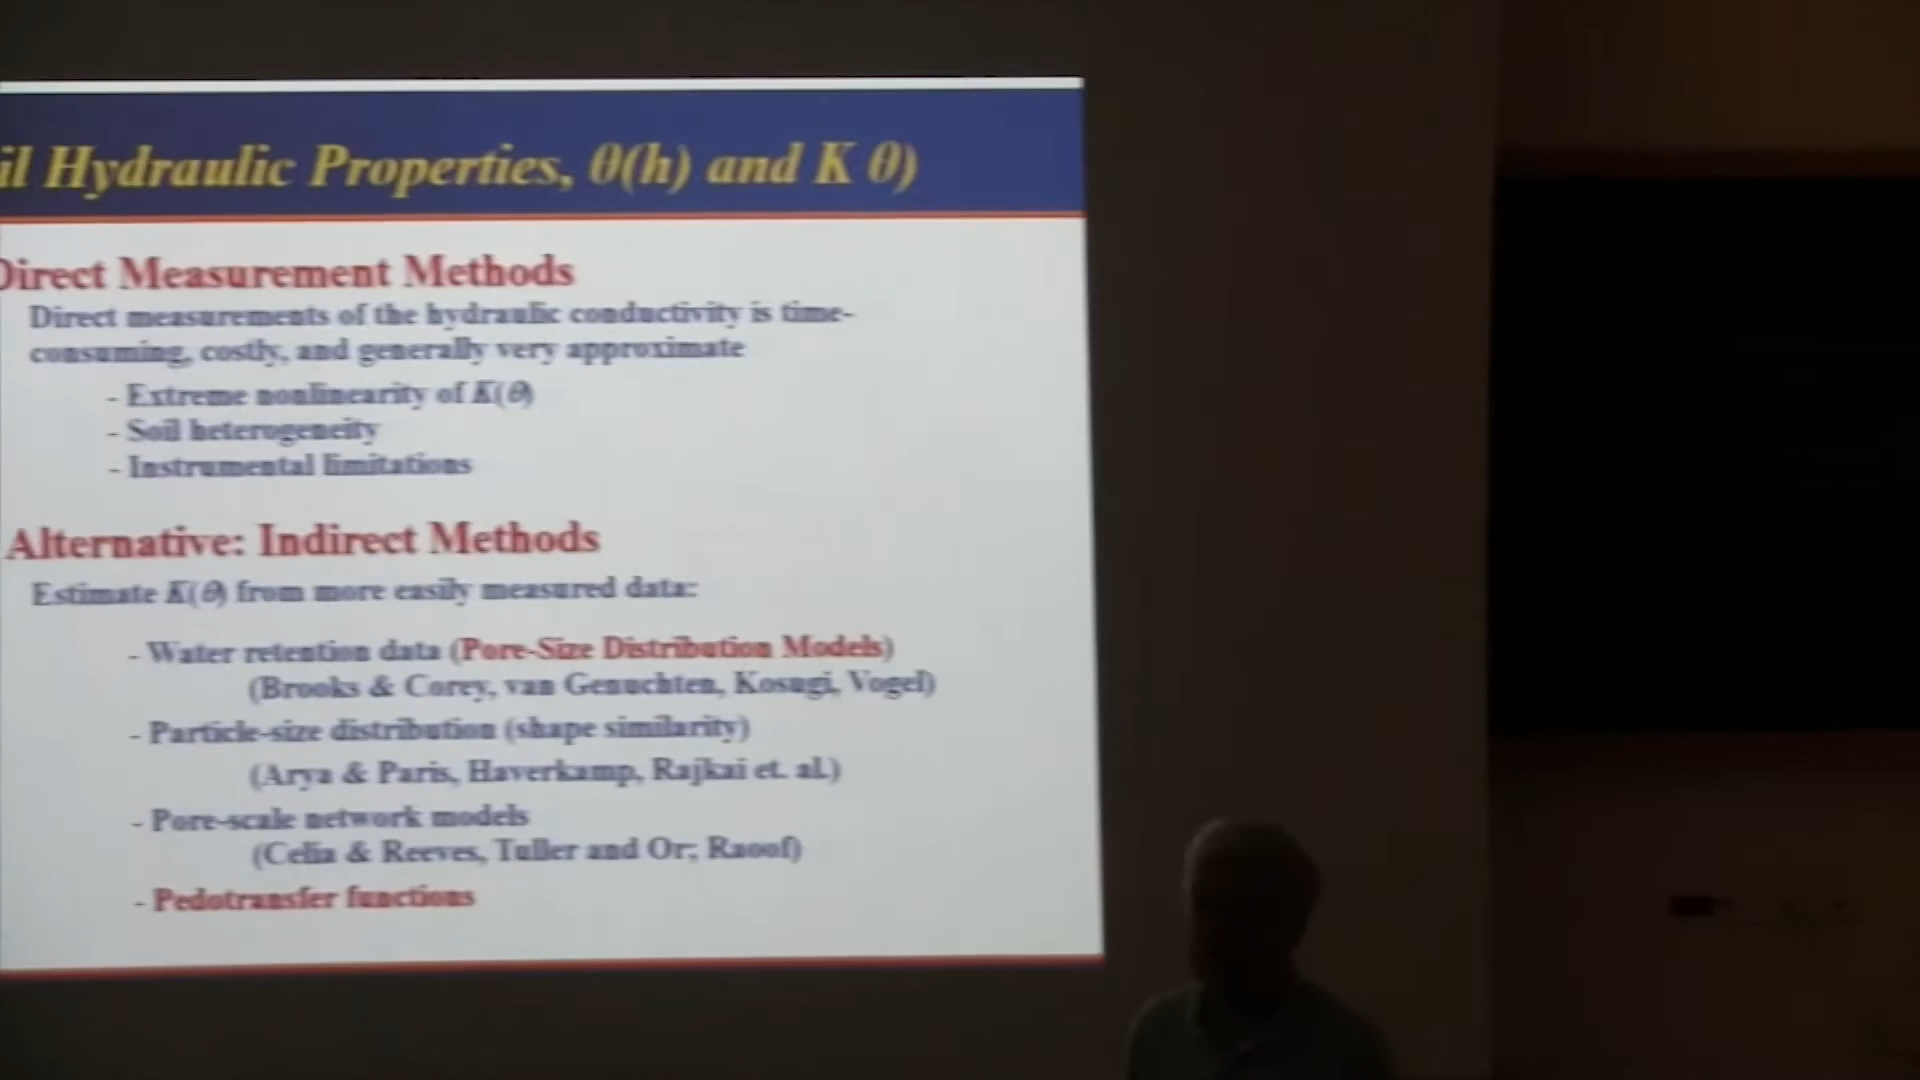 il Hydraulic Properties, θ(h) and K θ)
Direct Measurement Methods
Direct measurements of the hydraulic conductivity is time-
consuming, costly, and generally very approximate
- Extreme nonlinearity of K(θ)
- Soil heterogeneity
- Instrumental limitations
Alternative: Indirect Methods
Estimate K(θ) from more easily measured data:
- Water retention data (Pore-Size Distribution Models)
(Brooks & Corey, van Genuchten, Kosugi, Vogel)
- Particle-size distribution (shape similarity)
(Arya & Paris, Haverkamp, Rajkai et. al.)
- Pore-scale network models
(Celia & Reeves, Tuller and Or; Raoof)
- Pedotransfer functions